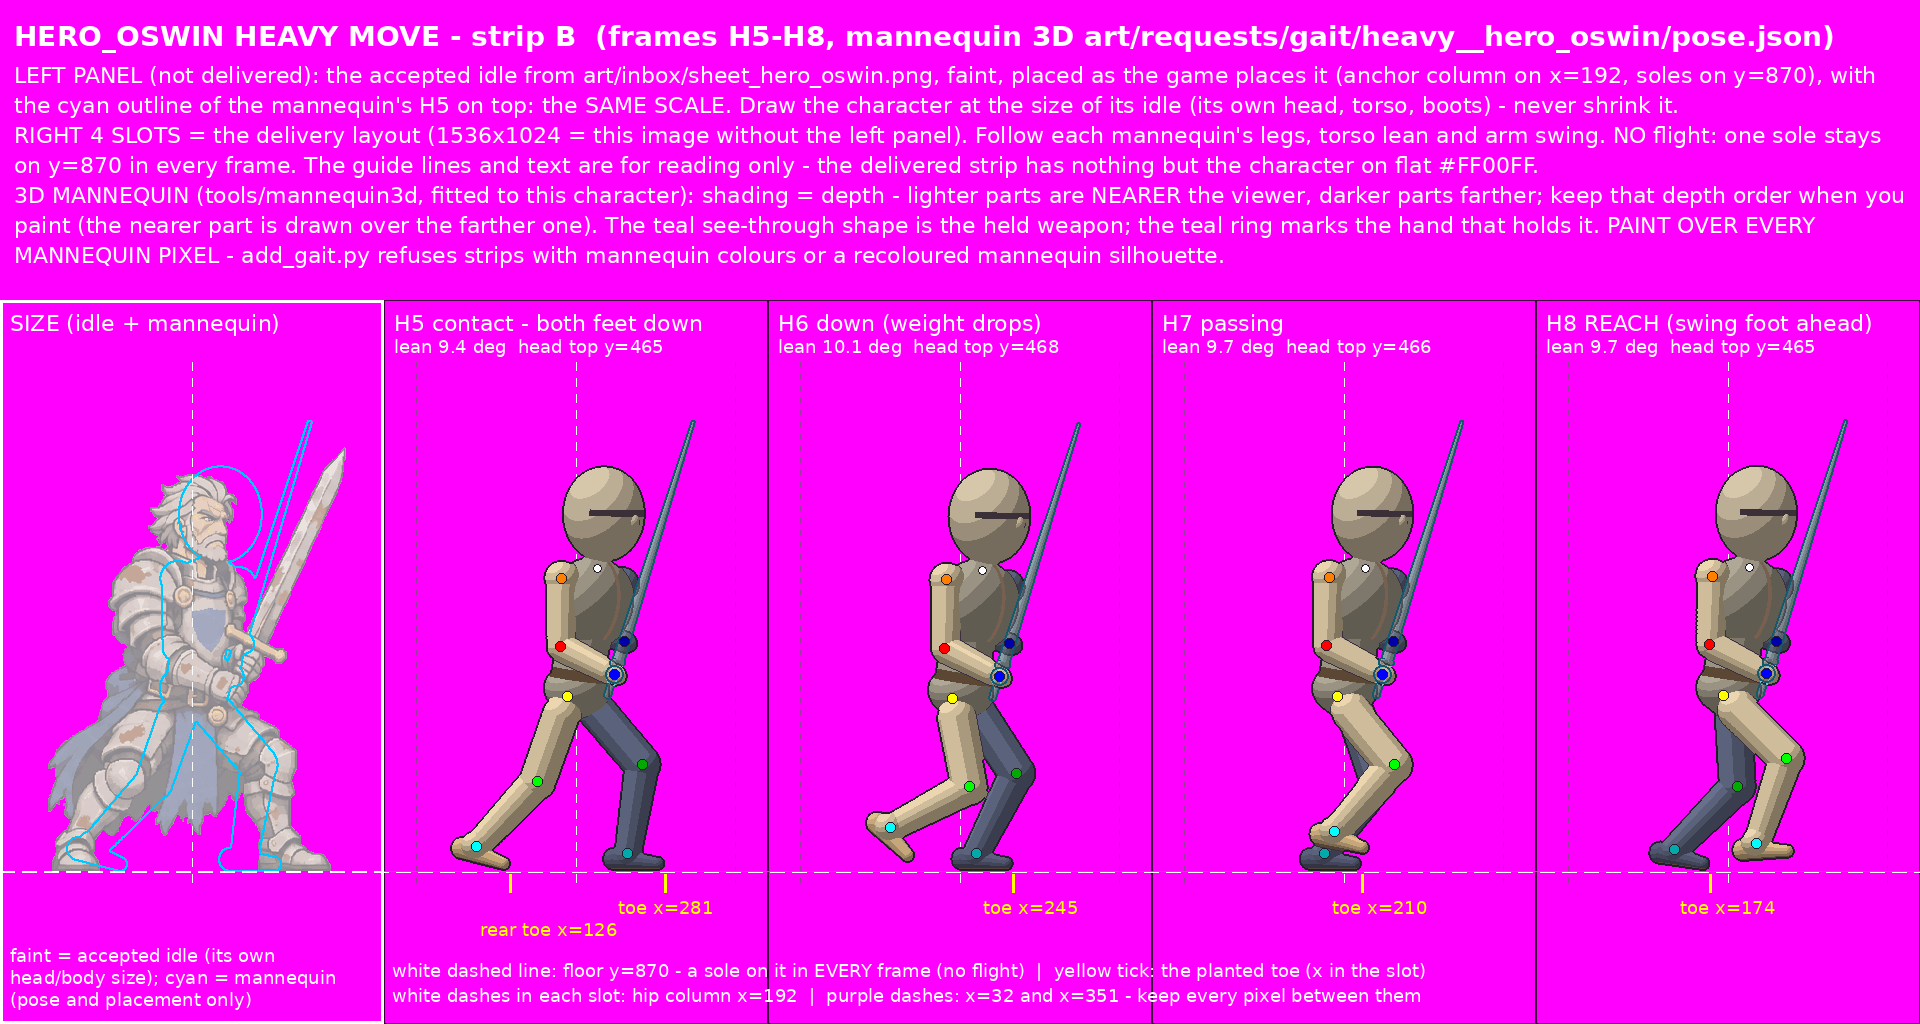 HERO_OSWIN HEAVY MOVE - strip B  (frames H5-H8, mannequin 3D art/requests/gait/heavy__hero_oswin/pose.json)
LEFT PANEL (not delivered): the accepted idle from art/inbox/sheet_hero_oswin.png, faint, placed as the game places it (anchor column on x=192, soles on y=870), with
the cyan outline of the mannequin's H5 on top: the SAME SCALE. Draw the character at the size of its idle (its own head, torso, boots) - never shrink it.
RIGHT 4 SLOTS = the delivery layout (1536x1024 = this image without the left panel). Follow each mannequin's legs, torso lean and arm swing. NO flight: one sole stays
on y=870 in every frame. The guide lines and text are for reading only - the delivered strip has nothing but the character on flat #FF00FF.
3D MANNEQUIN (tools/mannequin3d, fitted to this character): shading = depth - lighter parts are NEARER the viewer, darker parts farther; keep that depth order when you
paint (the nearer part is drawn over the farther one). The teal see-through shape is the held weapon; the teal ring marks the hand that holds it. PAINT OVER EVERY
MANNEQUIN PIXEL - add_gait.py refuses strips with mannequin colours or a recoloured mannequin silhouette.
SIZE (idle + mannequin)
H5 contact - both feet down
lean 9.4 deg  head top y=465
H6 down (weight drops)
lean 10.1 deg  head top y=468
H7 passing
lean 9.7 deg  head top y=466
H8 REACH (swing foot ahead)
lean 9.7 deg  head top y=465
toe x=281
rear toe x=126
toe x=245
toe x=210
toe x=174
faint = accepted idle (its own
head/body size); cyan = mannequin
(pose and placement only)
white dashed line: floor y=870 - a sole on it in EVERY frame (no flight)  |  yellow tick: the planted toe (x in the slot)
white dashes in each slot: hip column x=192  |  purple dashes: x=32 and x=351 - keep every pixel between them